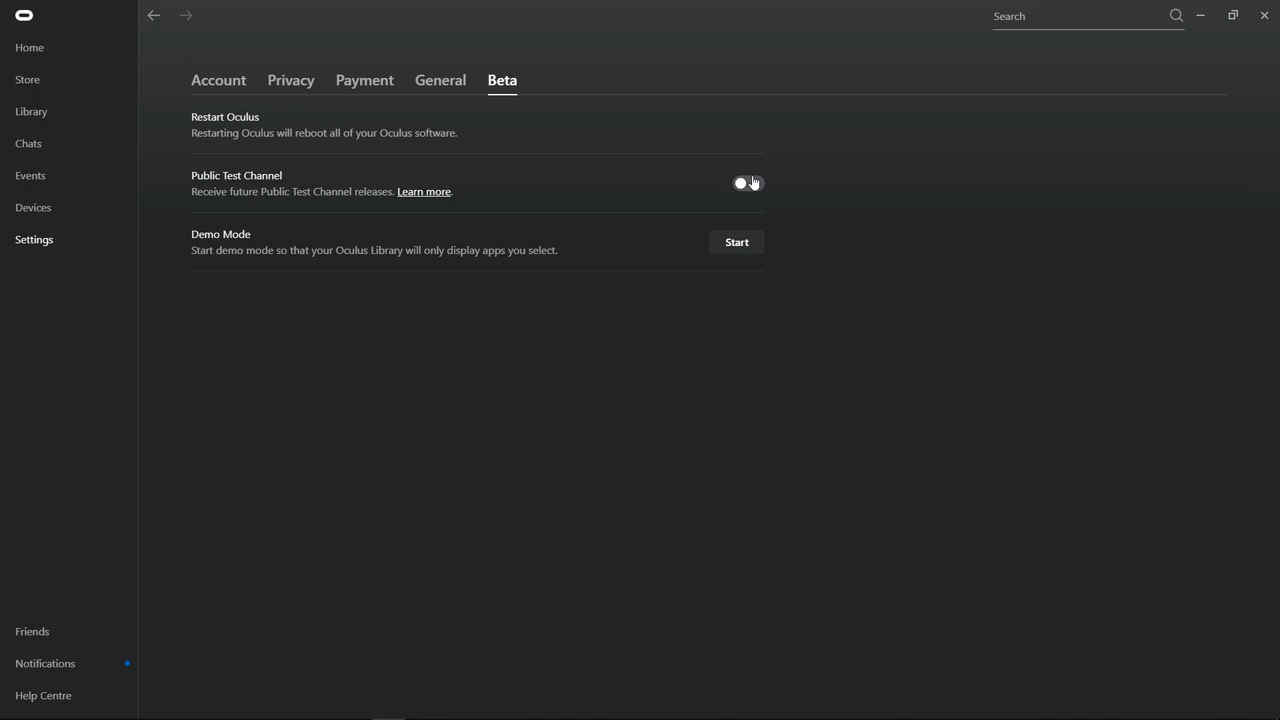 Search
Home
Store
Library
Chats
Events
Devices
Settings
Friends
Notifications
Help Centre
Account Privacy Payment General Beta
Restart Oculus
Restarting Oculus will reboot all of your Oculus software.
Public Test Channel
Receive future Public Test Channel releases. Learn more.
Demo Mode
Start demo mode so that your Oculus Library will only display apps you select.
Start